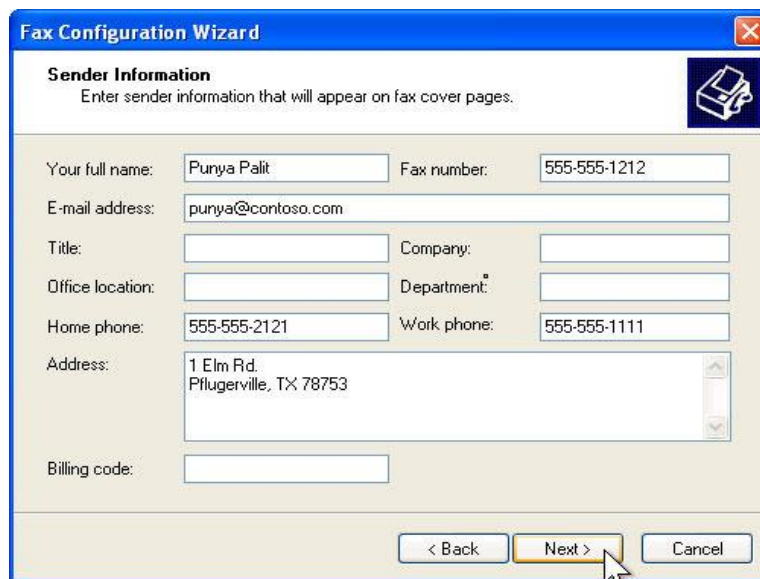 Fax Configuration Wizard
Sender Information
Enter sender information that will appear on fax cover pages.
Your full name: Punya Palit Fax number: 555-555-1212
E-mail address: punya@contoso.com
Title: Company:
Office location: Department:
Home phone: 555-555-2121 Work phone: 555-555-1111
Address: 1 Elm Rd.
Pflugerville, TX 78753
Billing code:
< Back Next > Cancel